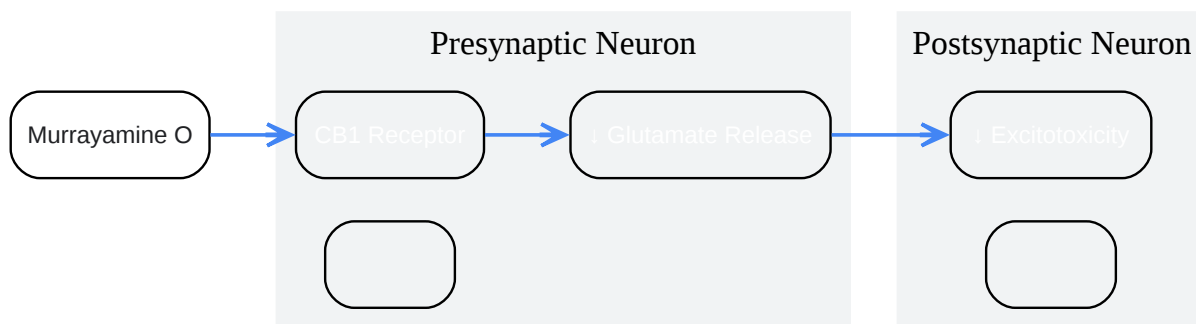 Presynaptic Neuron
Postsynaptic Neuron
Murrayamine O
CB1 Receptor
↓ Glutamate Release
↓ Excitotoxicity